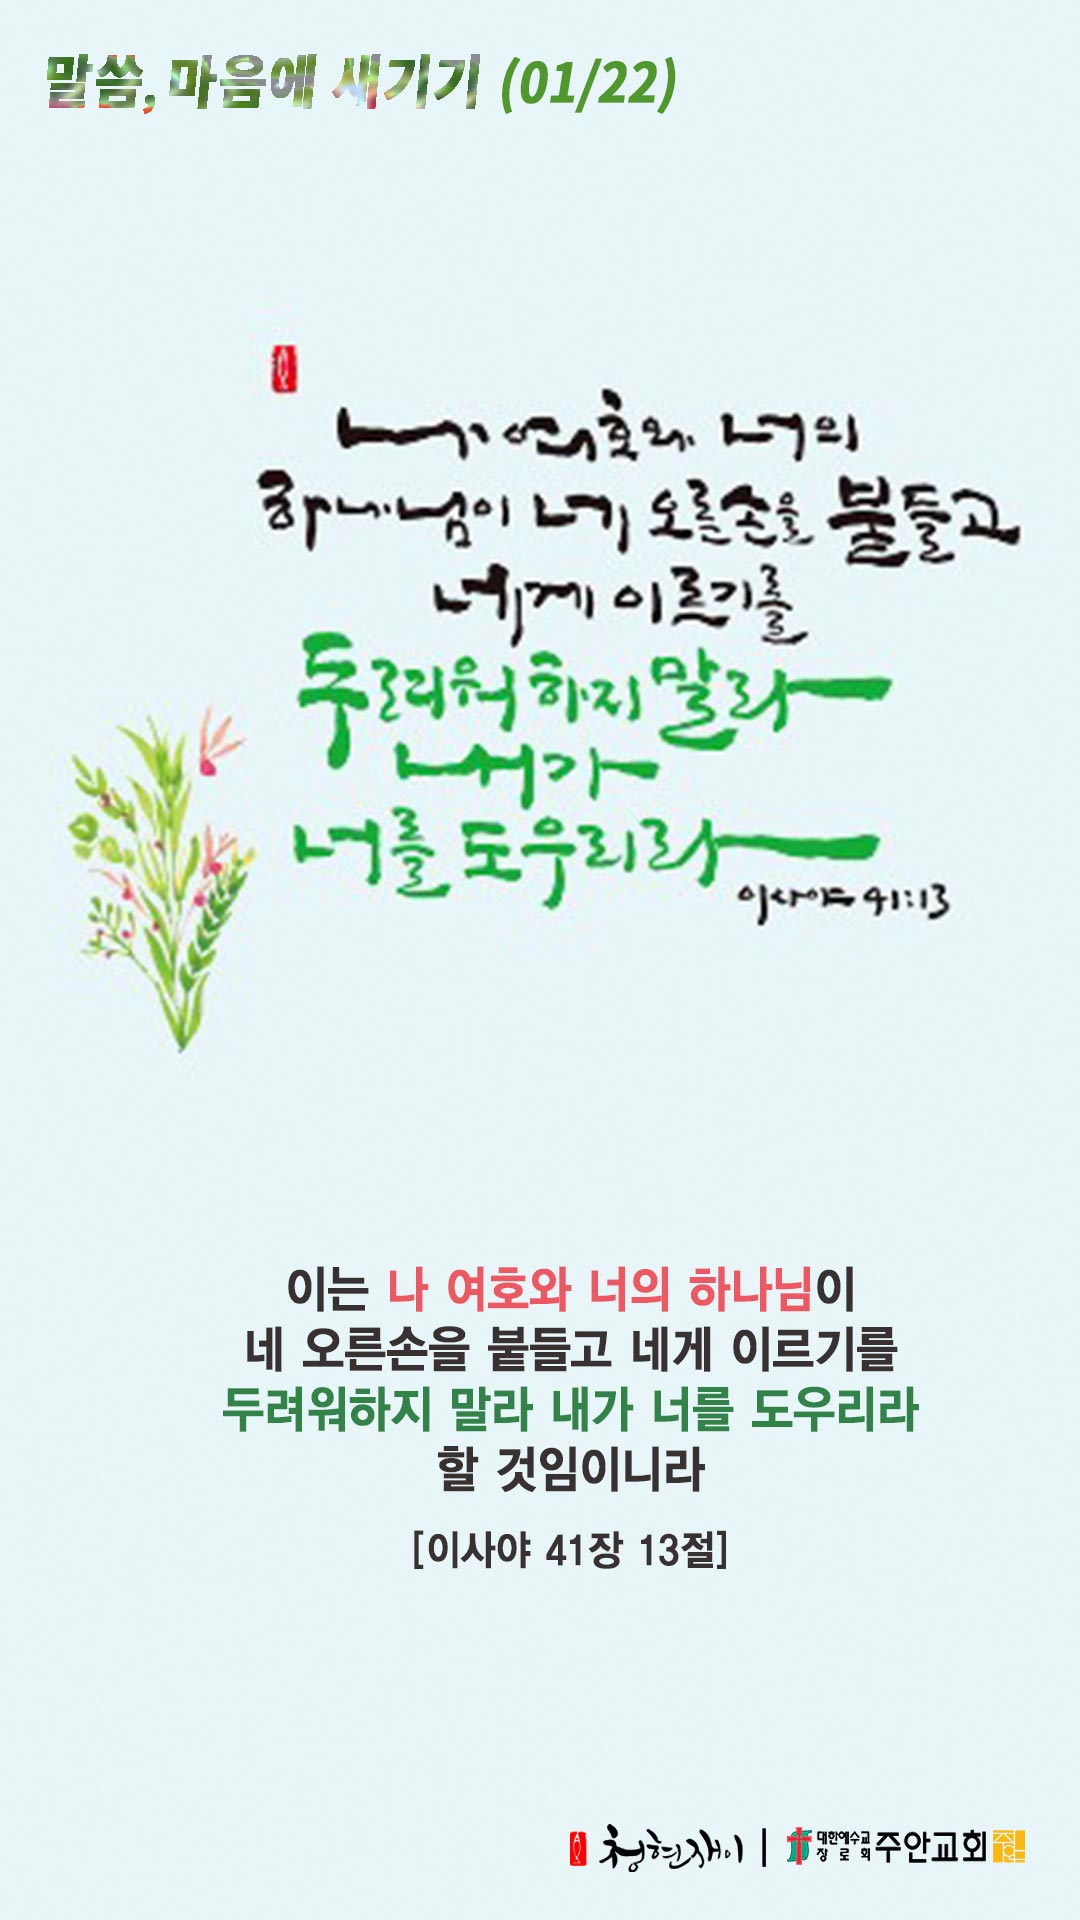 말씀, 마음에 새기기 (01/22)
나 여호와 너의
하나님이 네 오른손을 붙들고
네게 이르기를
두려워하지 말라
내가
너를 도우리라
이사야 41:13
이는 나 여호와 너의 하나님이
네 오른손을 붙들고 네게 이르기를
두려워하지 말라 내가 너를 도우리라
할 것임이니라
[이사야 41장 13절]
청현재이 | 대한예수교장로회 주안교회